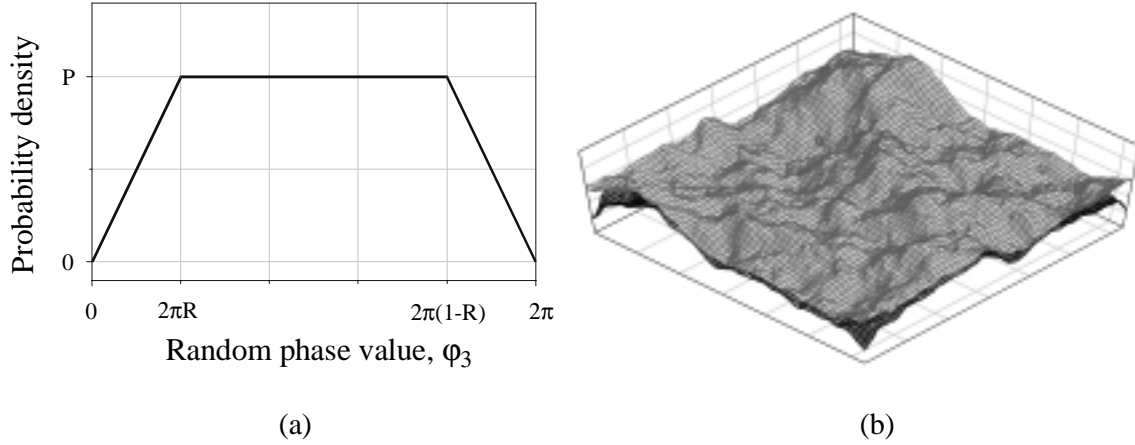 Probability density
P
0
0 2πR 2π(1-R) 2π
Random phase value, φ3
(a) (b)